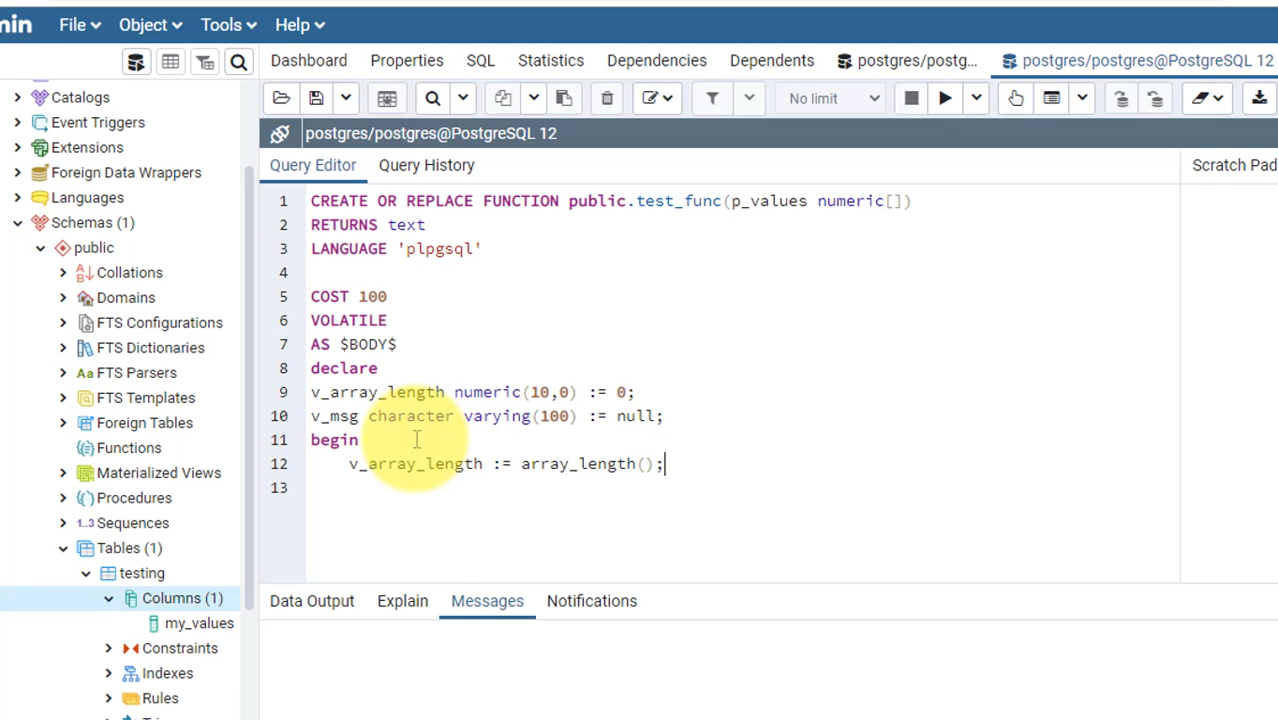 min File Object Tools Help
Dashboard Properties SQL Statistics Dependencies Dependents postgres/postg... postgres/postgres@PostgreSQL 12
No limit
postgres/postgres@PostgreSQL 12
Query Editor Query History Scratch Pad
Catalogs
Event Triggers
Extensions
Foreign Data Wrappers
Languages
Schemas (1)
public
Collations
Domains
FTS Configurations
FTS Dictionaries
Aa FTS Parsers
FTS Templates
Foreign Tables
Functions
Materialized Views
Procedures
1..3 Sequences
Tables (1)
testing
Columns (1)
my_values
Constraints
Indexes
Rules
1 CREATE OR REPLACE FUNCTION public.test_func(p_values numeric[])
2 RETURNS text
3 LANGUAGE 'plpgsql'
4
5 COST 100
6 VOLATILE
7 AS $BODY$
8 declare
9 v_array_length numeric(10,0) := 0;
10 v_msg character varying(100) := null;
11 begin
12 v_array_length := array_length();
13
Data Output Explain Messages Notifications